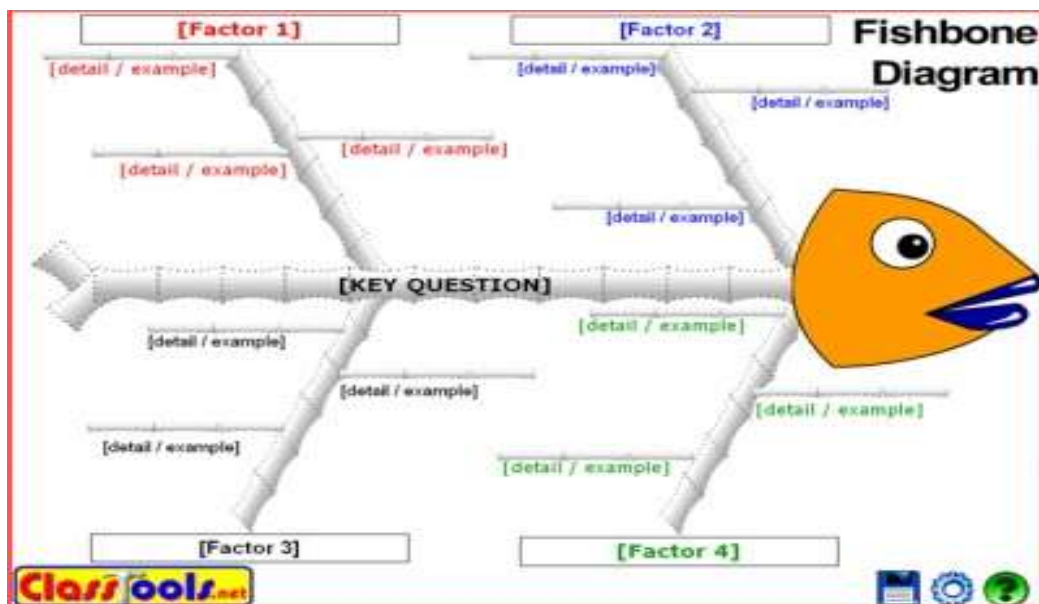 [Factor 1]
[Factor 2]
Fishbone
Diagram
[detail / example]
[detail / example]
[detail / example]
[detail / example]
[detail / example]
[detail / example]
[KEY QUESTION]
[detail / example]
[detail / example]
[detail / example]
[detail / example]
[detail / example]
[detail / example]
[Factor 3]
[Factor 4]
ClassTools.net
?